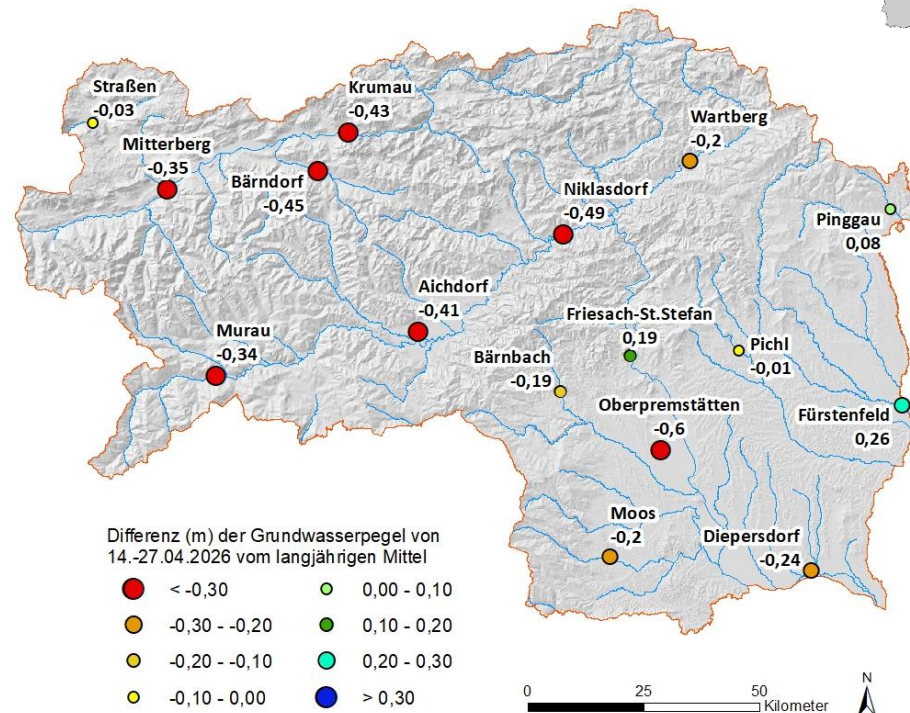 Straßen
-0,03
Krumau
-0,43
Mitterberg
-0,35
Bärndorf
-0,45
Wartberg
-0,2
Niklasdorf
-0,49
Pinggau
0,08
Aichdorf
-0,41
Murau
-0,34
Friesach-St.Stefan
0,19
Pichl
-0,01
Bärnbach
-0,19
Oberpremstätten
-0,6
Fürstenfeld
0,26
Moos
-0,2
Diepersdorf
-0,24
Differenz (m) der Grundwasserpegel von
14.-27.04.2026 vom langjährigen Mittel
< -0,30
-0,30 - -0,20
-0,20 - -0,10
-0,10 - 0,00
0,00 - 0,10
0,10 - 0,20
0,20 - 0,30
> 0,30
0 25 50
Kilometer
N